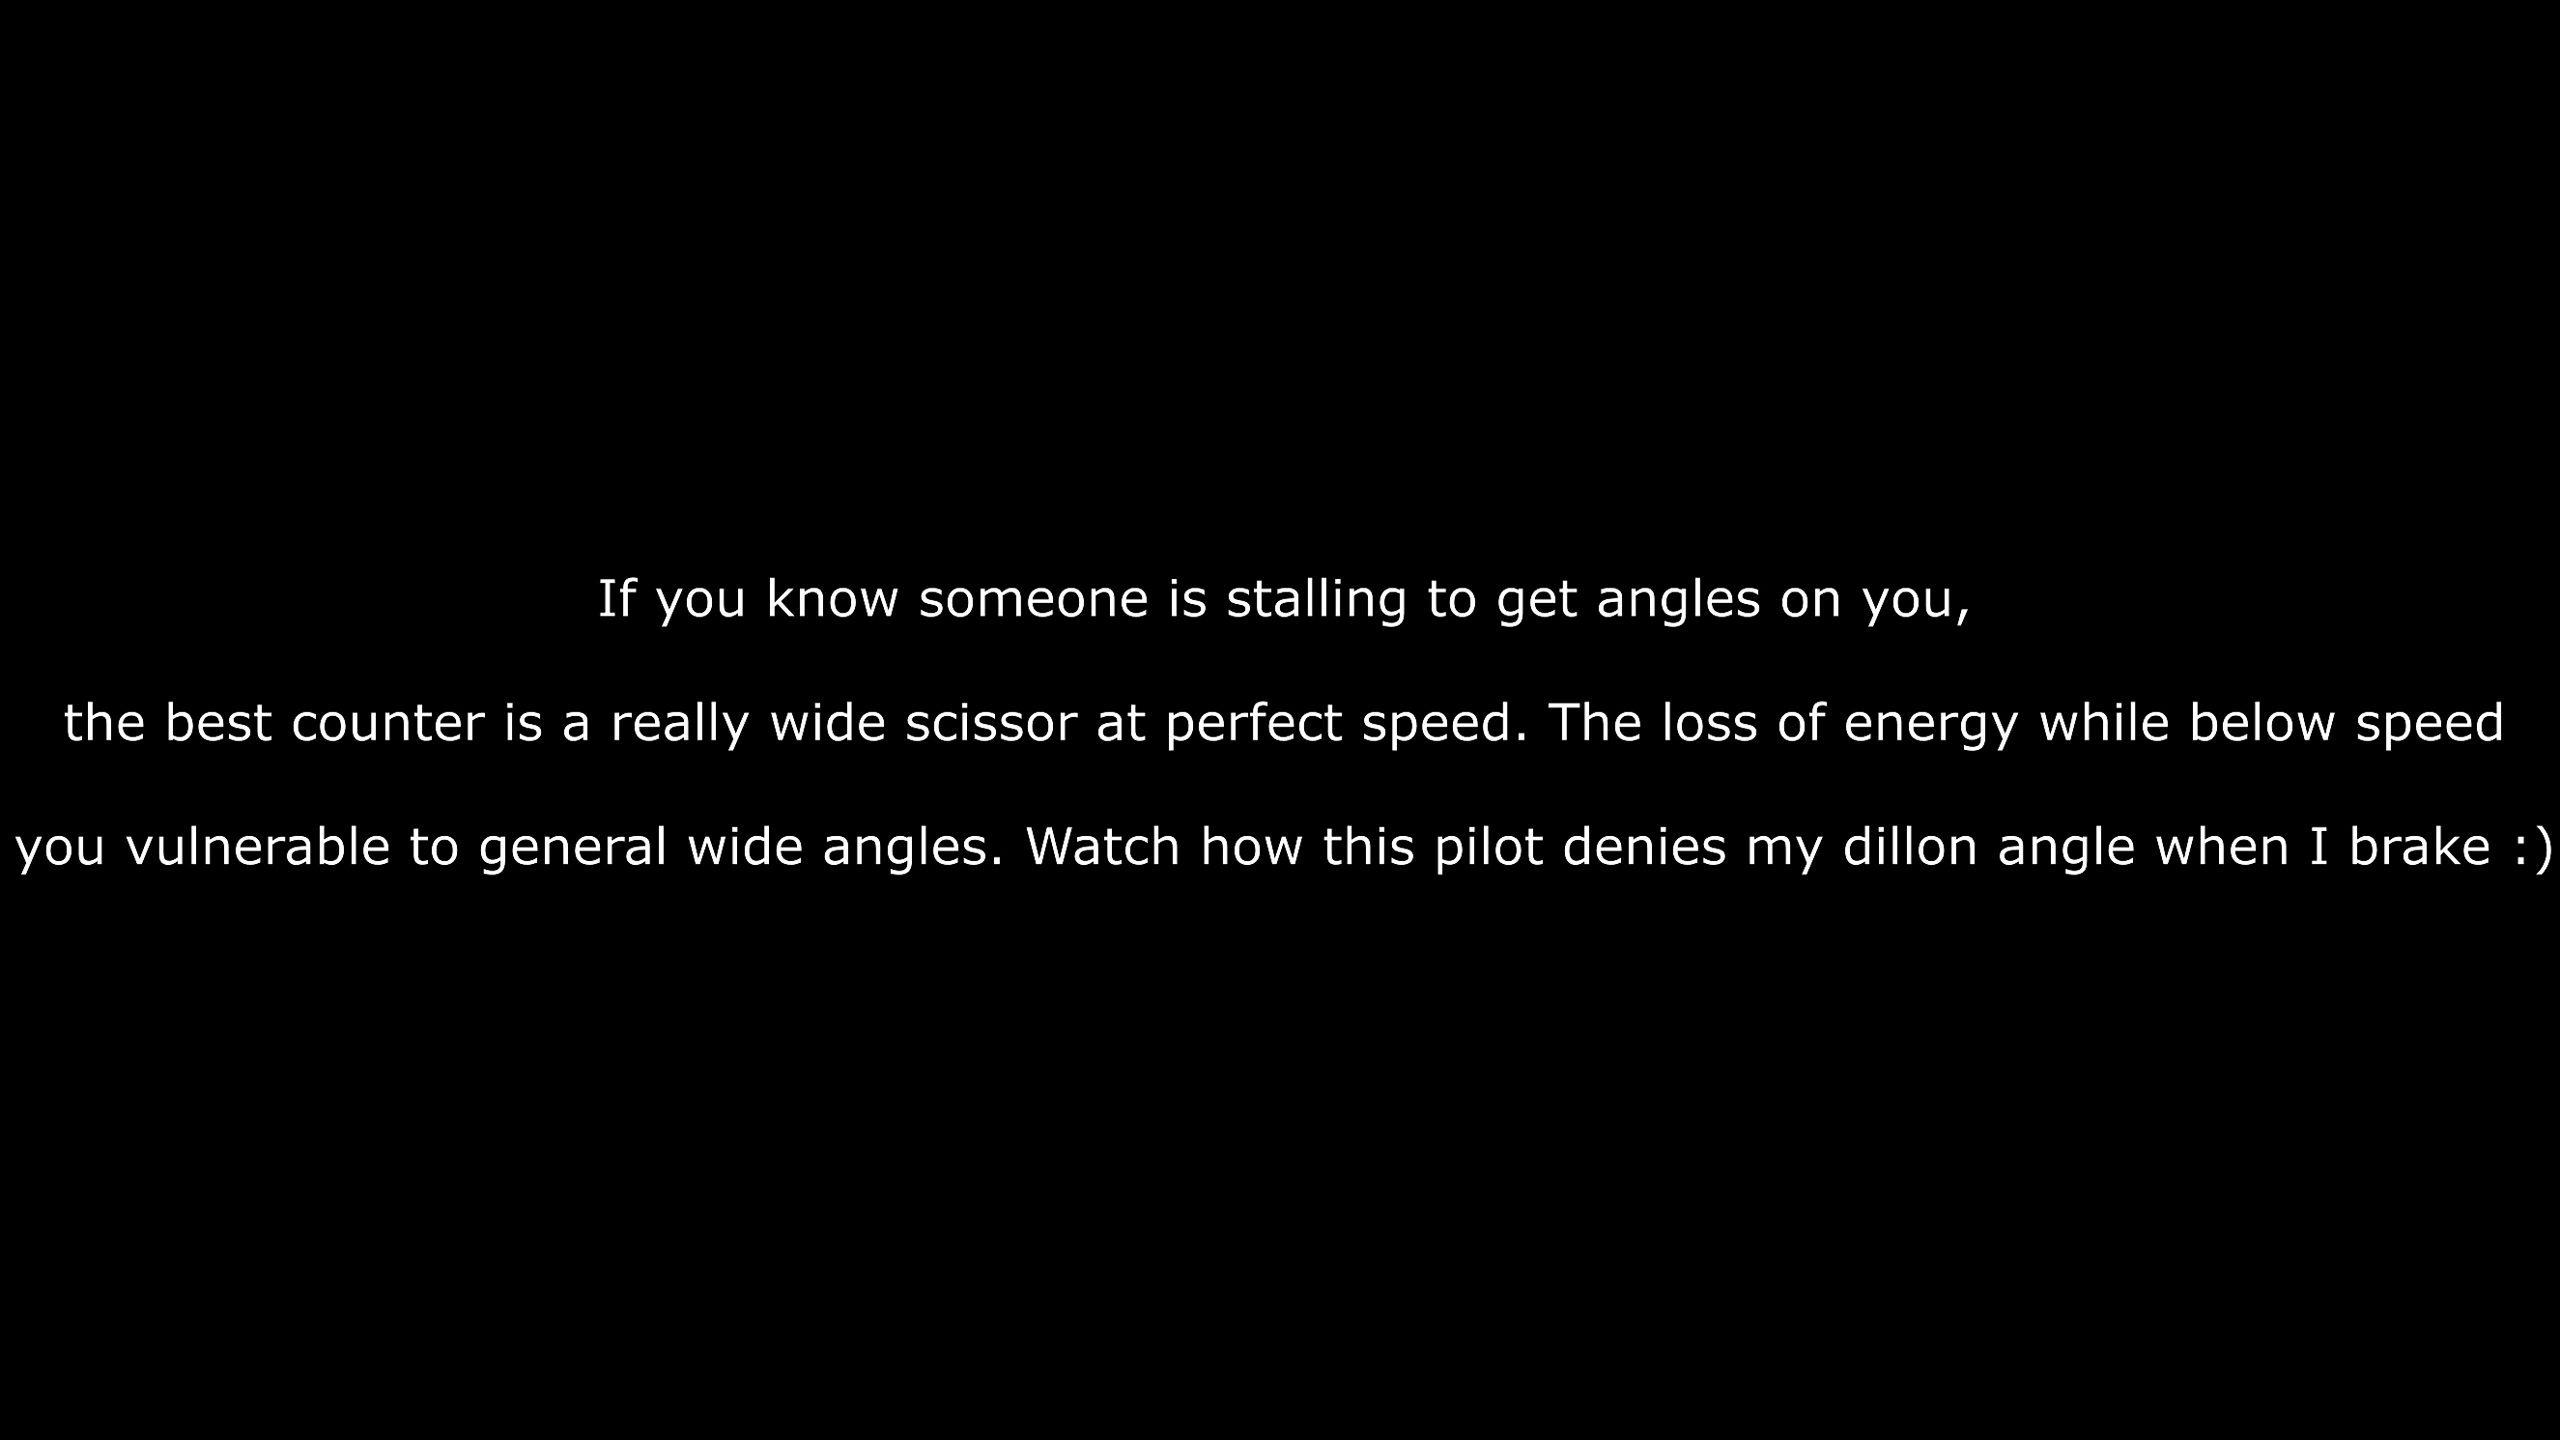 If you know someone is stalling to get angles on you,
the best counter is a really wide scissor at perfect speed. The loss of energy while below speed
you vulnerable to general wide angles. Watch how this pilot denies my dillon angle when I brake :)